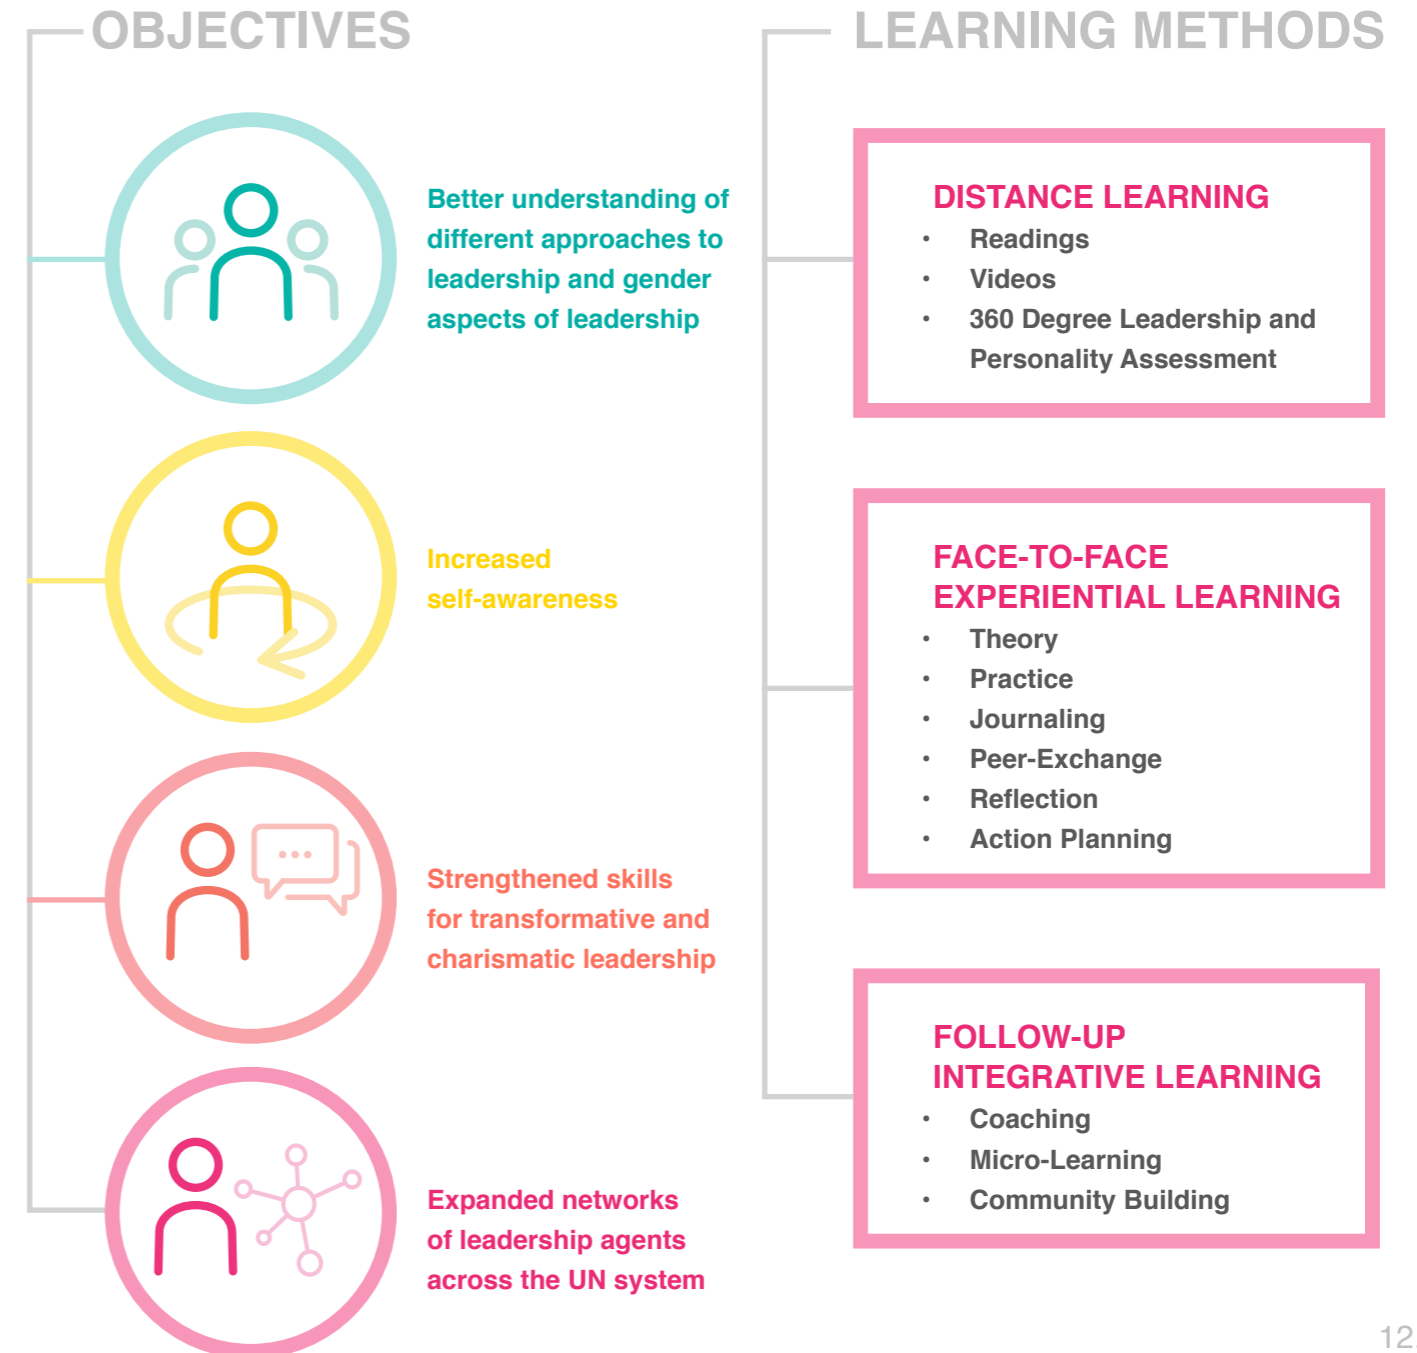 OBJECTIVES
Better understanding of
different approaches to
leadership and gender
aspects of leadership
Increased
self-awareness
Strengthened skills
for transformative and
charismatic leadership
Expanded networks
of leadership agents
across the UN system
LEARNING METHODS
DISTANCE LEARNING
• Readings
• Videos
• 360 Degree Leadership and
Personality Assessment
FACE-TO-FACE
EXPERIENTIAL LEARNING
• Theory
• Practice
• Journaling
• Peer-Exchange
• Reflection
• Action Planning
FOLLOW-UP
INTEGRATIVE LEARNING
• Coaching
• Micro-Learning
• Community Building
12